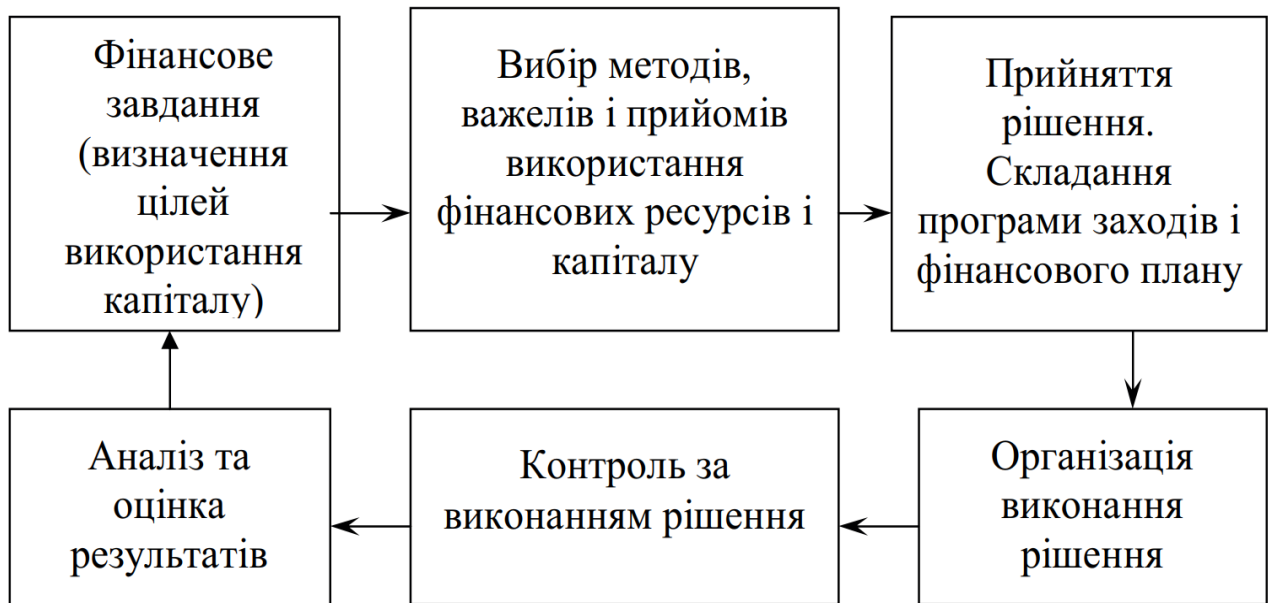 Фінансове
завдання
(визначення
цілей
використання
капіталу)
Вибір методів,
важелів і прийомів
використання
фінансових ресурсів і
капіталу
Прийняття
рішення.
Складання
програми заходів і
фінансового плану
Аналіз та
оцінка
результатів
Контроль за
виконанням рішення
Організація
виконання
рішення